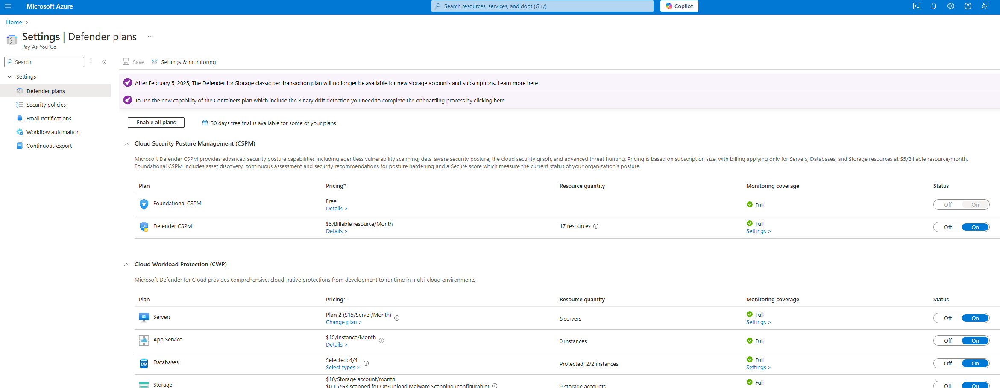 Microsoft Azure
Search resources, services, and docs (G+/)
Copilot
Home
Settings | Defender plans
Pay-As-You-Go
Search
Save
Settings & monitoring
Settings
Defender plans
Security policies
Email notifications
Workflow automation
Continuous export
After February 5, 2025, The Defender for Storage classic per-transaction plan will no longer be available for new storage accounts and subscriptions. Learn more here
To use the new capability of the Containers plan which include the Binary drift detection you need to complete the onboarding process by clicking here.
Enable all plans
30 days free trial is available for some of your plans
Cloud Security Posture Management (CSPM)
Microsoft Defender CSPM provides advanced security posture capabilities including agentless vulnerability scanning, data-aware security posture, the cloud security graph, and advanced threat hunting. Pricing is based on subscription size, with billing applying only for Servers, Databases, and Storage resources at $5/Billable resource/month.
Foundational CSPM includes asset discovery, continuous assessment and security recommendations for posture hardening and a Secure score which measure the current status of your organization's posture.
Plan Pricing* Resource quantity Monitoring coverage Status
Foundational CSPM Free Full Off On
Details >
Defender CSPM $5/Billable resource/Month 17 resources Full Off On
Details > Settings >
Cloud Workload Protection (CWP)
Microsoft Defender for Cloud provides comprehensive, cloud-native protections from development to runtime in multi-cloud environments.
Plan Pricing* Resource quantity Monitoring coverage Status
Servers Plan 2 ($15/Server/Month) 6 servers Full Off On
Change plan > Settings >
App Service $15/Instance/Month 0 instances Full Off On
Details >
Databases Selected: 4/4 Protected: 2/2 instances Full Off On
Select types > Settings >
Storage $10/Storage account/month Full
$0.15/GB scanned for On-Upload Malware Scanning (configurable) 9 storage accounts Off On